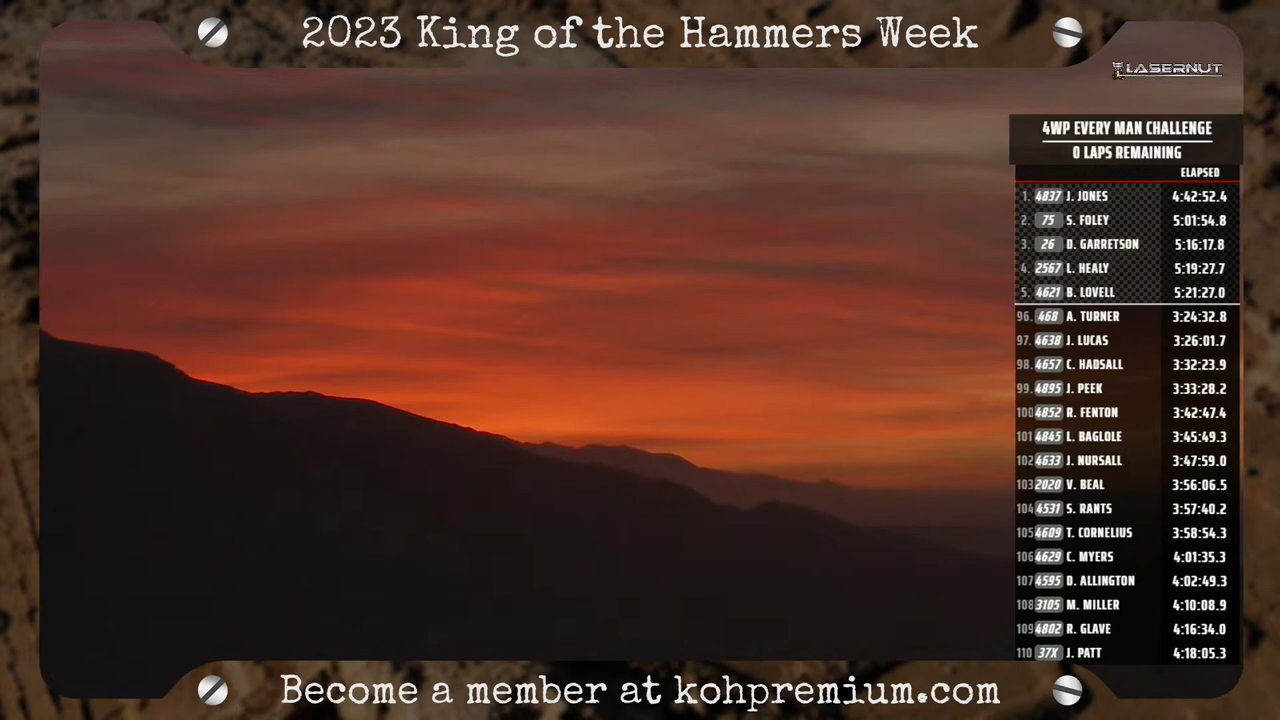 2023 King of the Hammers Week
LASERNUT
4WP EVERY MAN CHALLENGE
0 LAPS REMAINING
ELAPSED
1. 4837 J. JONES 4:42:52.4
2. 75 S. FOLEY 5:01:54.8
3. 26 D. GARRETSON 5:16:17.8
4. 2567 L. HEALY 5:19:27.7
5. 4621 B. LOVELL 5:21:27.0
96. 468 A. TURNER 3:24:32.8
97. 4638 J. LUCAS 3:26:01.7
98. 4657 C. HADSALL 3:32:23.9
99. 4895 J. PEEK 3:33:28.2
100 4852 R. FENTON 3:42:47.4
101 4845 L. BAGLOLE 3:45:49.3
102 4633 J. NURSALL 3:47:59.0
103 2020 V. BEAL 3:56:06.5
104 4531 S. RANTS 3:57:40.2
105 4609 T. CORNELIUS 3:58:54.3
106 4629 C. MYERS 4:01:35.3
107 4595 D. ALLINGTON 4:02:49.3
108 3105 M. MILLER 4:10:08.9
109 4802 R. GLAVE 4:16:34.0
110 37X J. PATT 4:18:05.3
Become a member at kohpremium.com